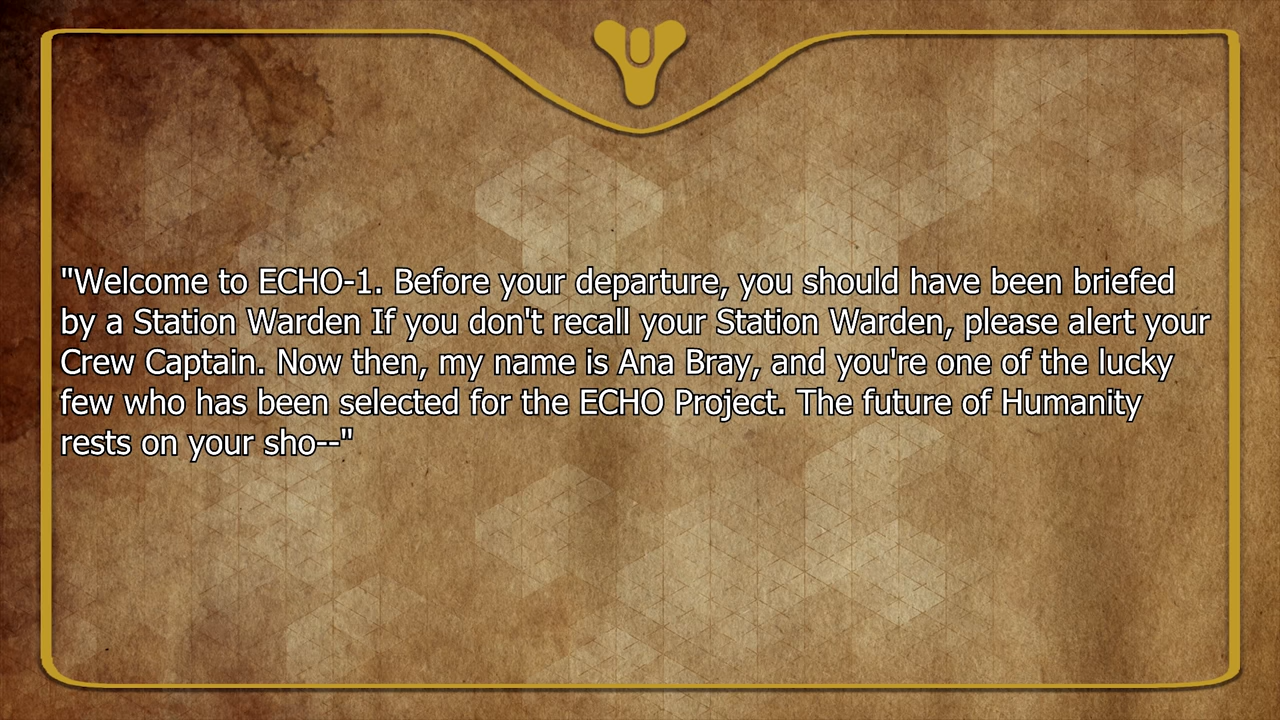 "Welcome to ECHO-1. Before your departure, you should have been briefed
by a Station Warden If you don't recall your Station Warden, please alert your
Crew Captain. Now then, my name is Ana Bray, and you're one of the lucky
few who has been selected for the ECHO Project. The future of Humanity
rests on your sho--"